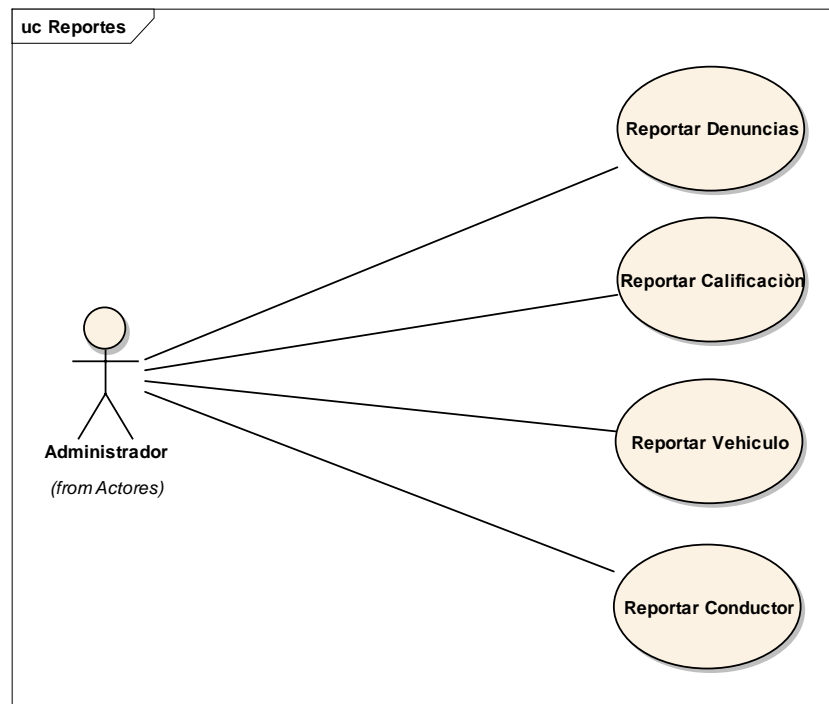 uc Reportes
Reportar Denuncias
Reportar Calificaciòn
Administrador
(from Actores)
Reportar Vehiculo
Reportar Conductor